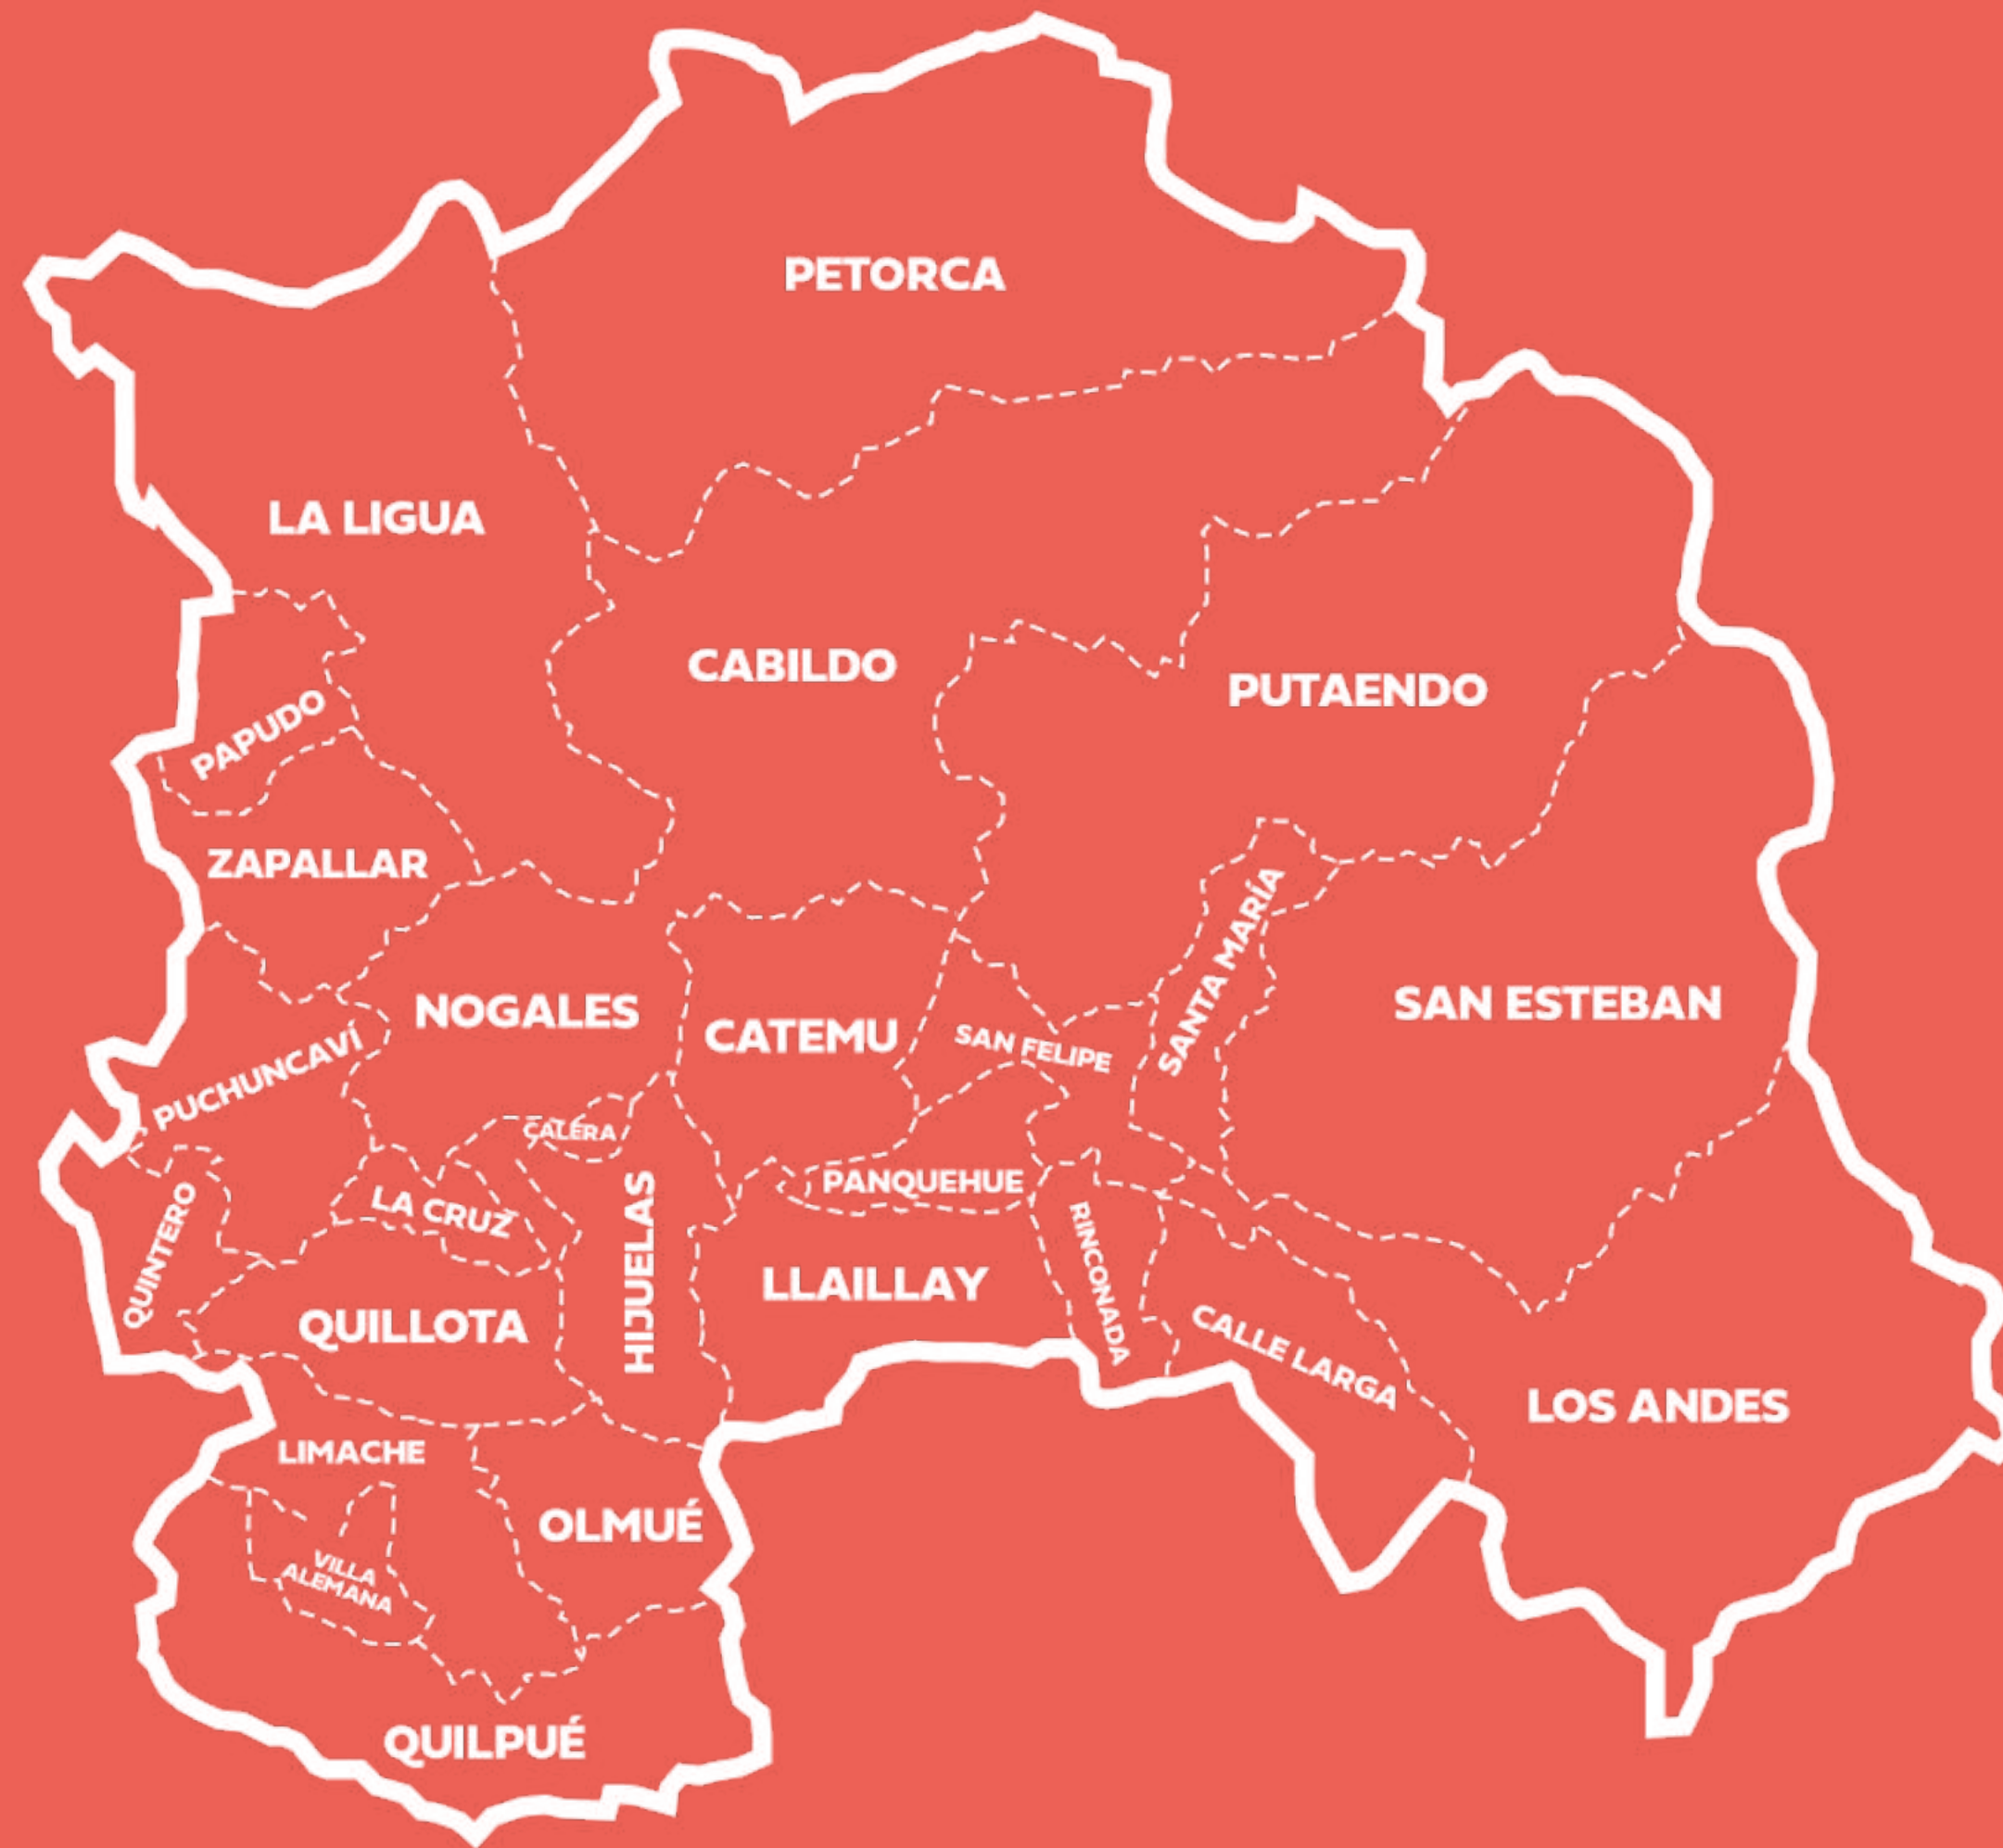 PETORCA
LA LIGUA
CABILDO
PUTAENDO
PAPUDO
ZAPALLAR
SANTA MARÍA
SAN ESTEBAN
NOGALES
CATEMU
SAN FELIPE
PUCHUNCAVÍ
CALERA
PANQUEHUE
LA CRUZ
QUINTERO
HIJUELAS
RINCONADA
LLAILLAY
QUILLOTA
CALLE LARGA
LOS ANDES
LIMACHE
OLMUÉ
VILLA
ALEMANA
QUILPUÉ